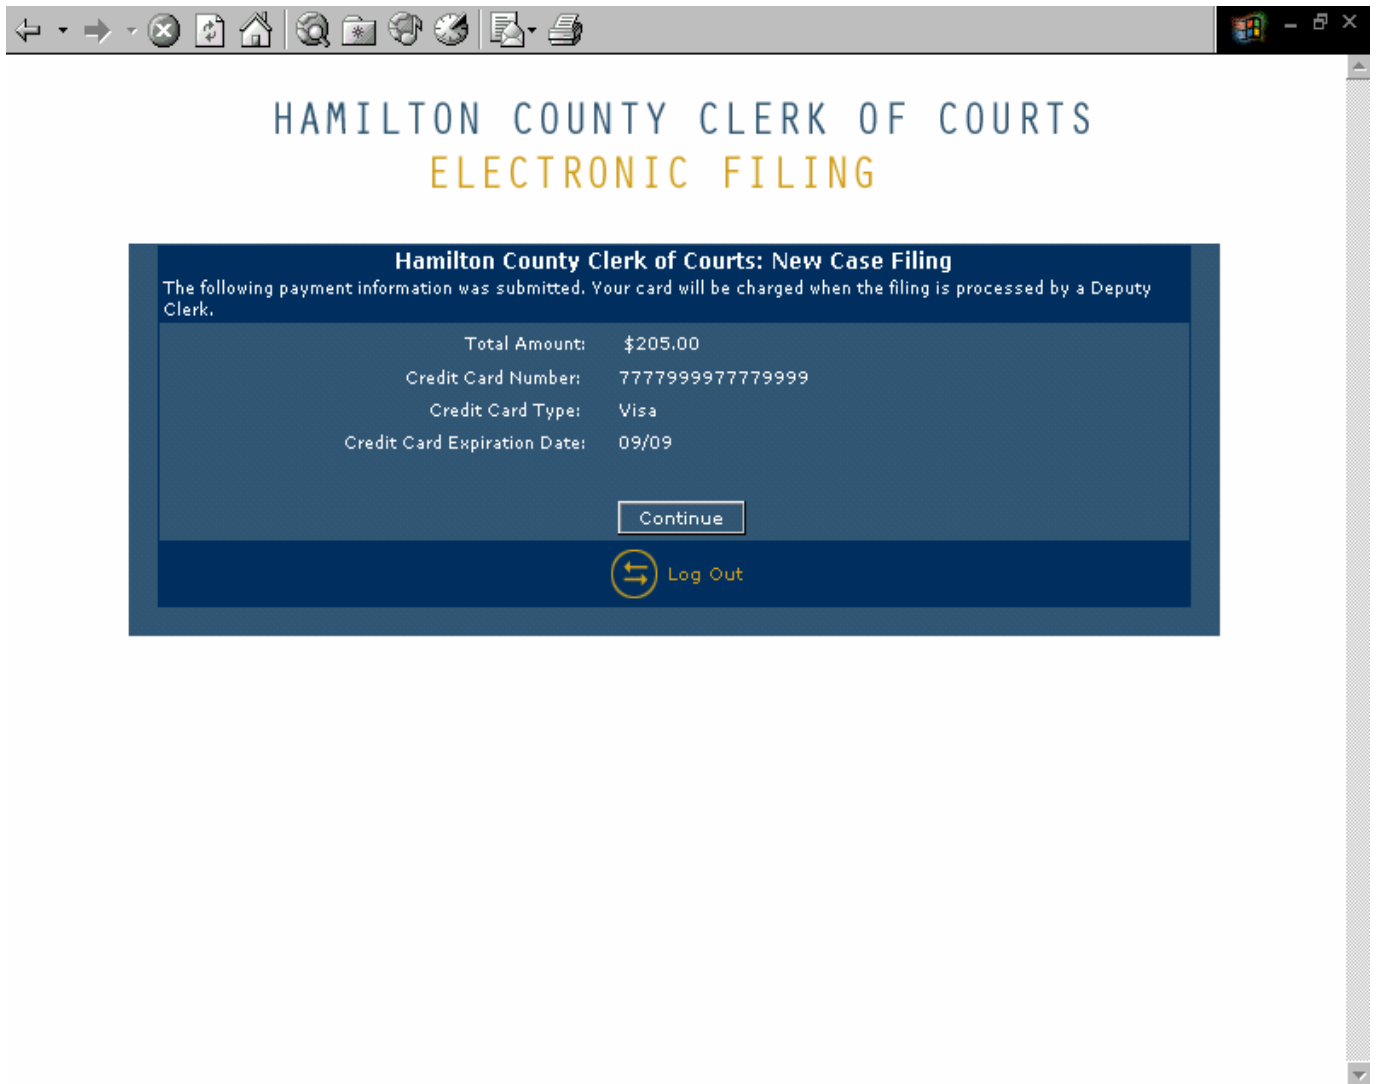 HAMILTON COUNTY CLERK OF COURTS
ELECTRONIC FILING
Hamilton County Clerk of Courts: New Case Filing
The following payment information was submitted. Your card will be charged when the filing is processed by a Deputy
Clerk.
Total Amount: $205.00
Credit Card Number: 7777999977779999
Credit Card Type: Visa
Credit Card Expiration Date: 09/09
Continue
Log Out